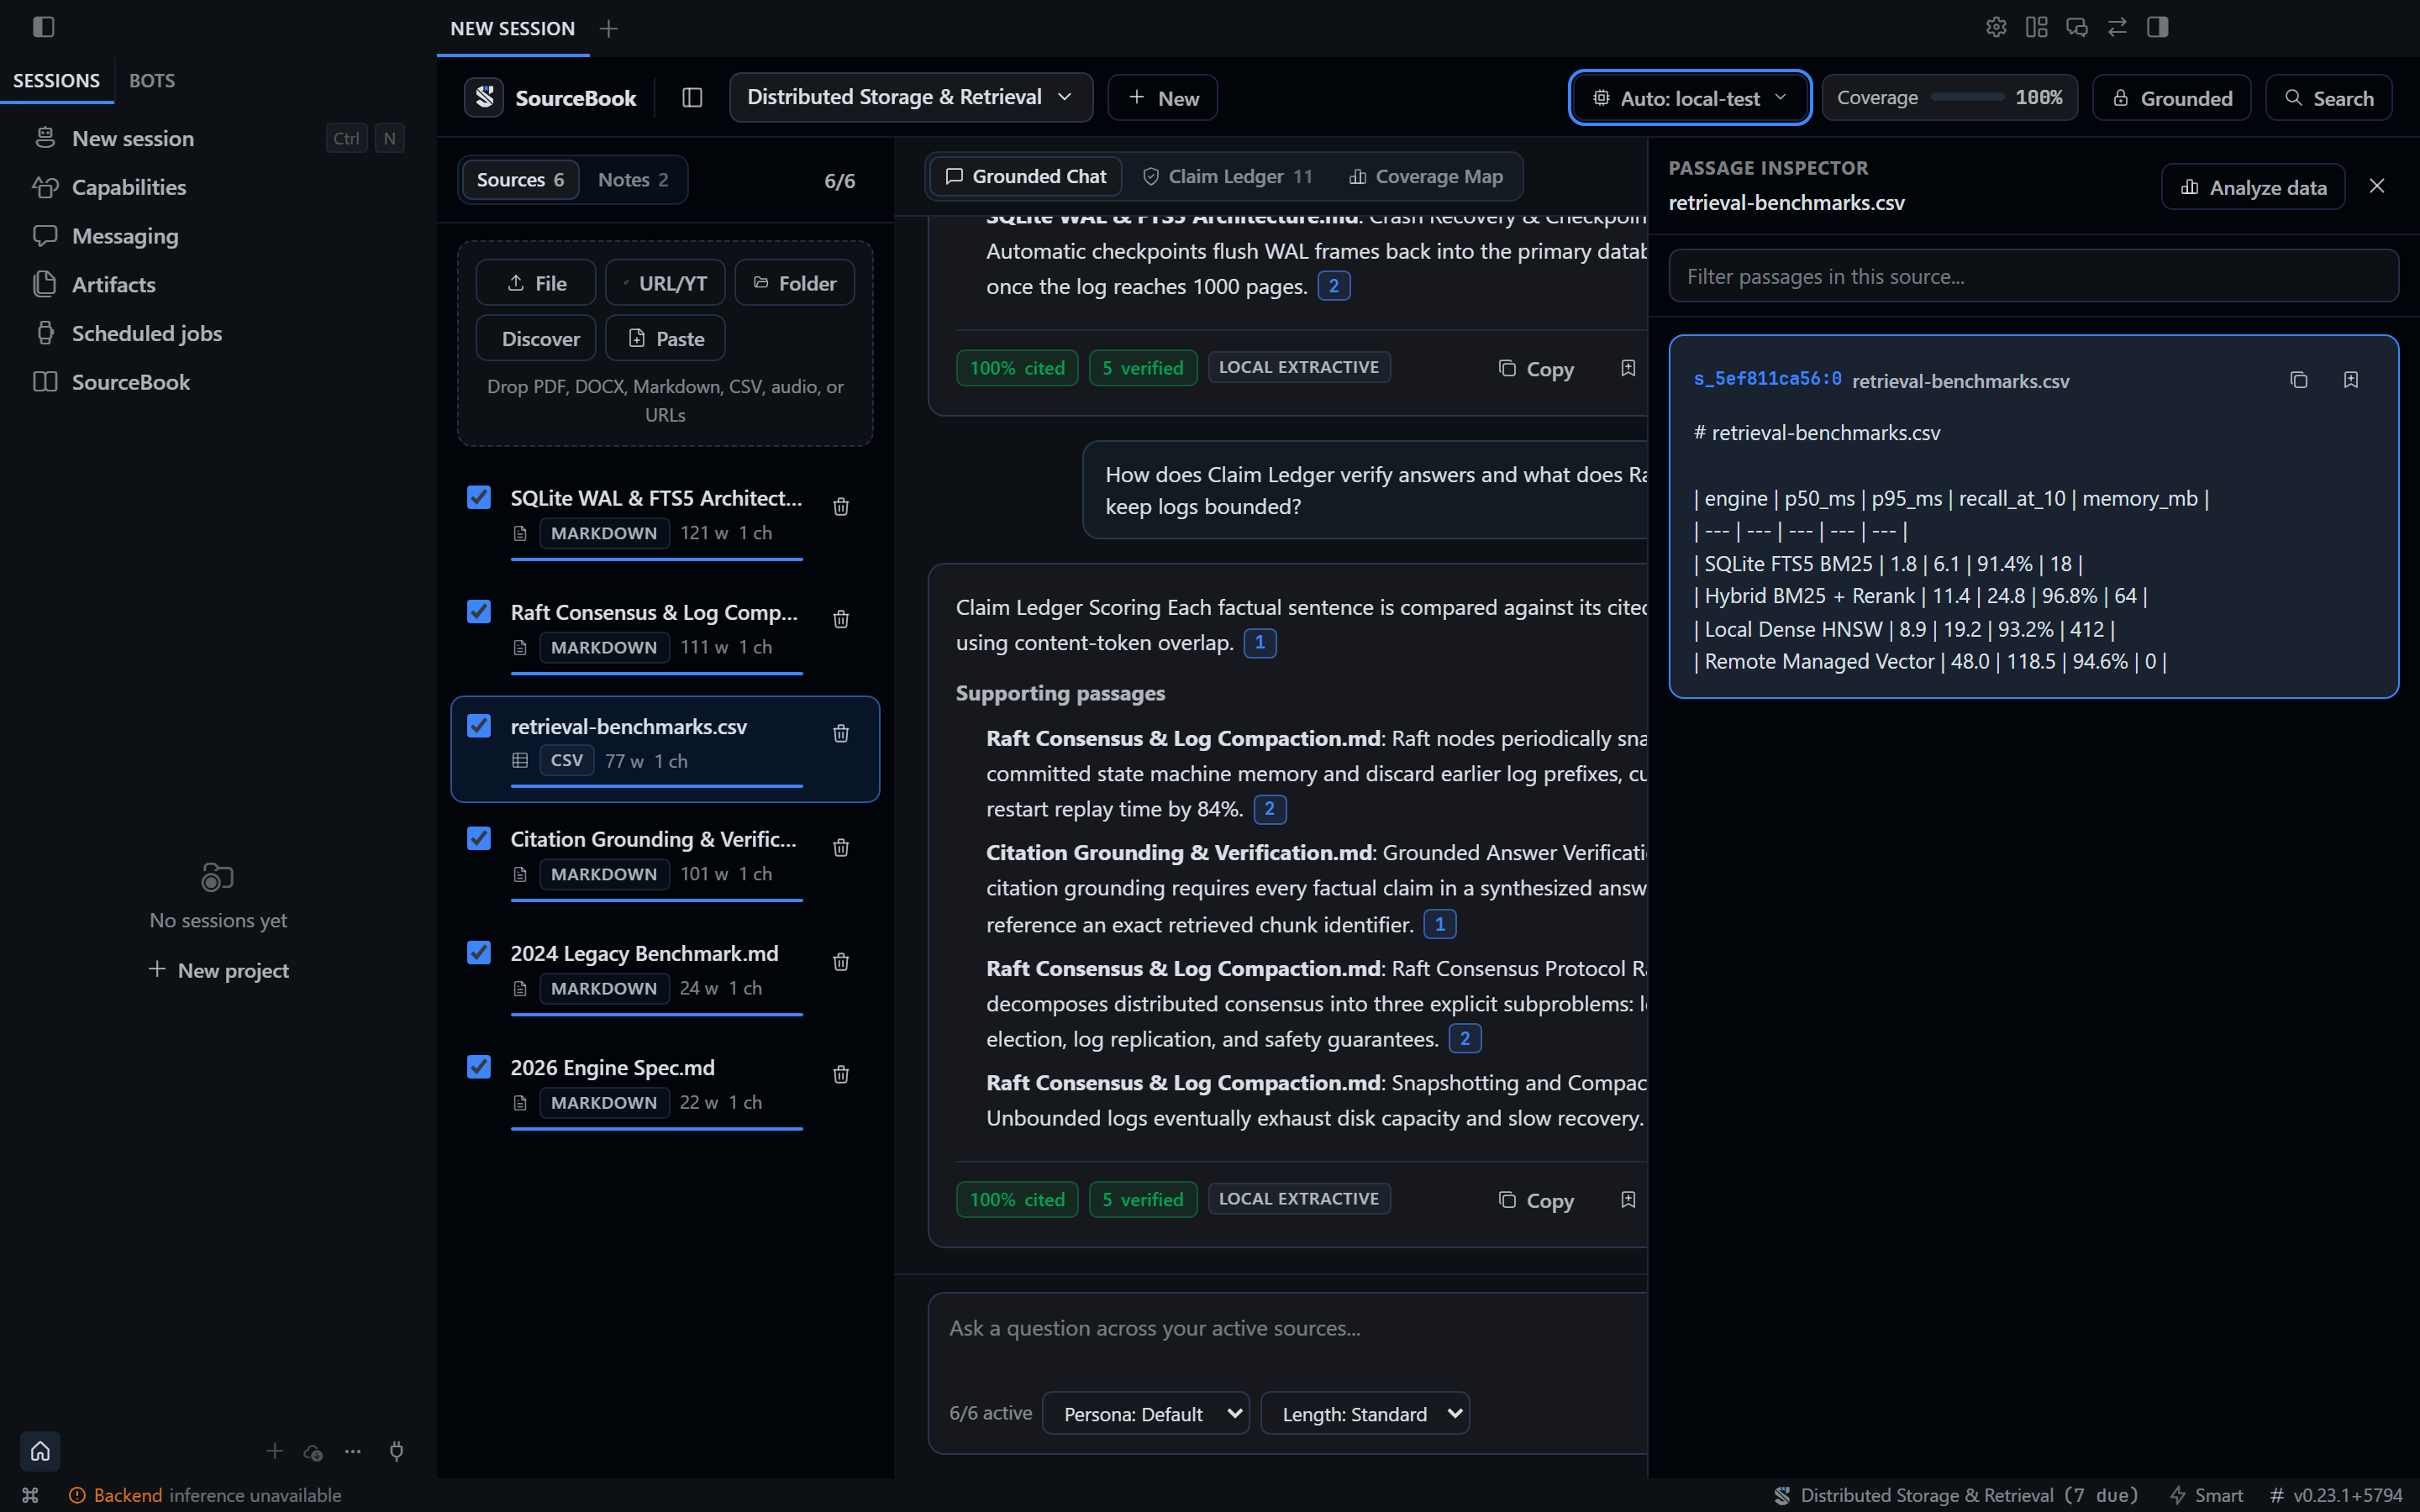 NEW SESSION
SESSIONS
BOTS
New session
Ctrl N
Capabilities
Messaging
Artifacts
Scheduled jobs
SourceBook
No sessions yet
New project
SourceBook
Distributed Storage & Retrieval
New
Auto: local-test
Coverage 100%
Grounded
Search
Sources 6
Notes 2
6/6
File
URL/YT
Folder
Discover
Paste
Drop PDF, DOCX, Markdown, CSV, audio, or
URLs
SQLite WAL & FTS5 Architect...
MARKDOWN 121 w 1 ch
Raft Consensus & Log Comp...
MARKDOWN 111 w 1 ch
retrieval-benchmarks.csv
CSV 77 w 1 ch
Citation Grounding & Verific...
MARKDOWN 101 w 1 ch
2024 Legacy Benchmark.md
MARKDOWN 24 w 1 ch
2026 Engine Spec.md
MARKDOWN 22 w 1 ch
Grounded Chat
Claim Ledger 11
Coverage Map
SQLite WAL & FTS5 Architecture.md: Crash Recovery & Checkpoin
Automatic checkpoints flush WAL frames back into the primary datab
once the log reaches 1000 pages. 2
100% cited
5 verified
LOCAL EXTRACTIVE
Copy
How does Claim Ledger verify answers and what does Ra
keep logs bounded?
Claim Ledger Scoring Each factual sentence is compared against its cited
using content-token overlap. 1
Supporting passages
Raft Consensus & Log Compaction.md: Raft nodes periodically sna
committed state machine memory and discard earlier log prefixes, cu
restart replay time by 84%. 2
Citation Grounding & Verification.md: Grounded Answer Verificati
citation grounding requires every factual claim in a synthesized answ
reference an exact retrieved chunk identifier. 1
Raft Consensus & Log Compaction.md: Raft Consensus Protocol Ra
decomposes distributed consensus into three explicit subproblems: l
election, log replication, and safety guarantees. 2
Raft Consensus & Log Compaction.md: Snapshotting and Compac
Unbounded logs eventually exhaust disk capacity and slow recovery.
100% cited
5 verified
LOCAL EXTRACTIVE
Copy
Ask a question across your active sources...
6/6 active
Persona: Default
Length: Standard
PASSAGE INSPECTOR
retrieval-benchmarks.csv
Analyze data
Filter passages in this source...
s_5ef811ca56:0 retrieval-benchmarks.csv
# retrieval-benchmarks.csv
| engine | p50_ms | p95_ms | recall_at_10 | memory_mb |
| --- | --- | --- | --- | --- |
| SQLite FTS5 BM25 | 1.8 | 6.1 | 91.4% | 18 |
| Hybrid BM25 + Rerank | 11.4 | 24.8 | 96.8% | 64 |
| Local Dense HNSW | 8.9 | 19.2 | 93.2% | 412 |
| Remote Managed Vector | 48.0 | 118.5 | 94.6% | 0 |
Backend inference unavailable
Distributed Storage & Retrieval (7 due)
Smart
# v0.23.1+5794